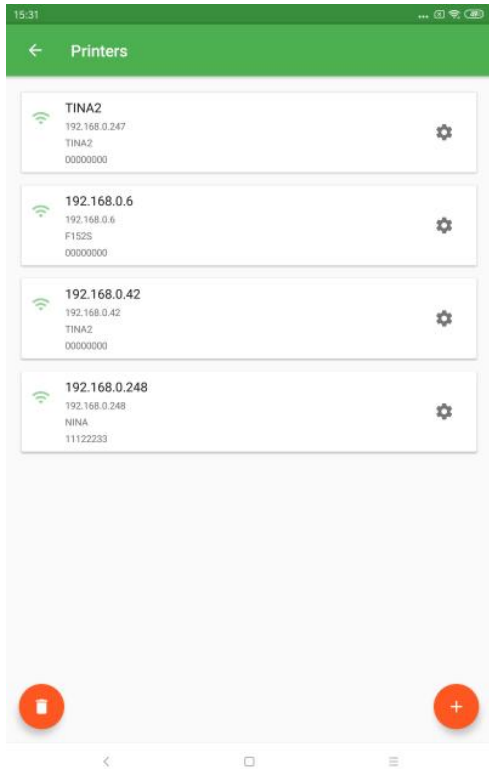 15:31
Printers
TINA2
192.168.0.247
TINA2
00000000
192.168.0.6
192.168.0.6
F152S
00000000
192.168.0.42
192.168.0.42
TINA2
00000000
192.168.0.248
192.168.0.248
NINA
11122233